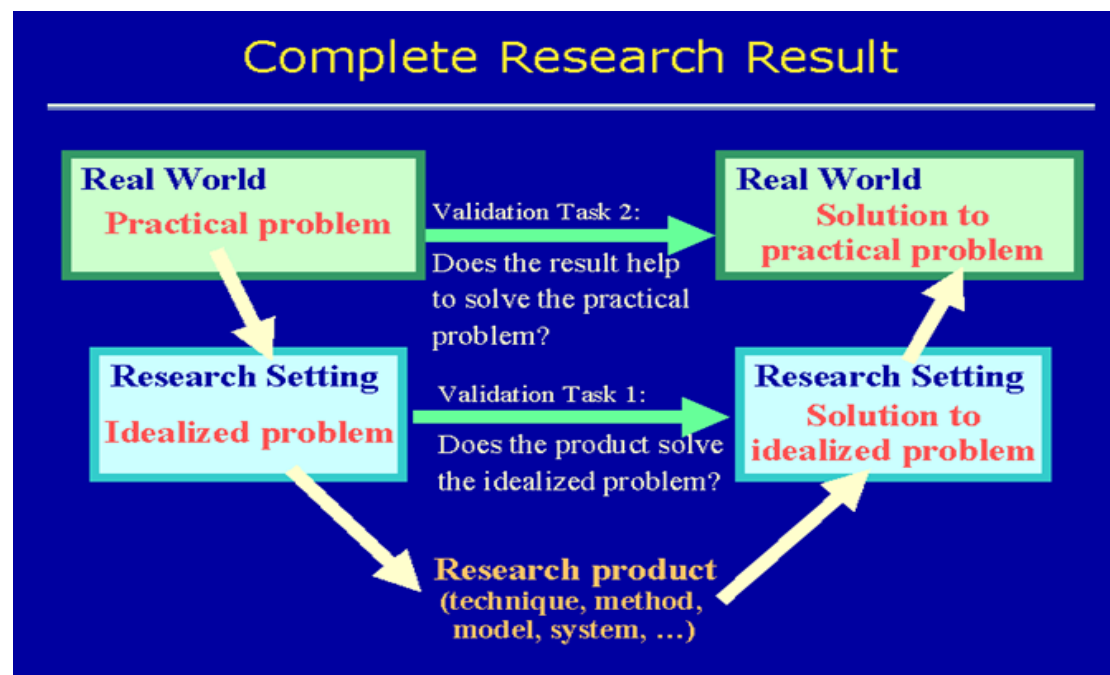 Complete Research Result
Real World
Practical problem
Validation Task 2:
Does the result help
to solve the practical
problem?
Real World
Solution to
practical problem
Research Setting
Idealized problem
Validation Task 1:
Does the product solve
the idealized problem?
Research Setting
Solution to
idealized problem
Research product
(technique, method,
model, system, ...)